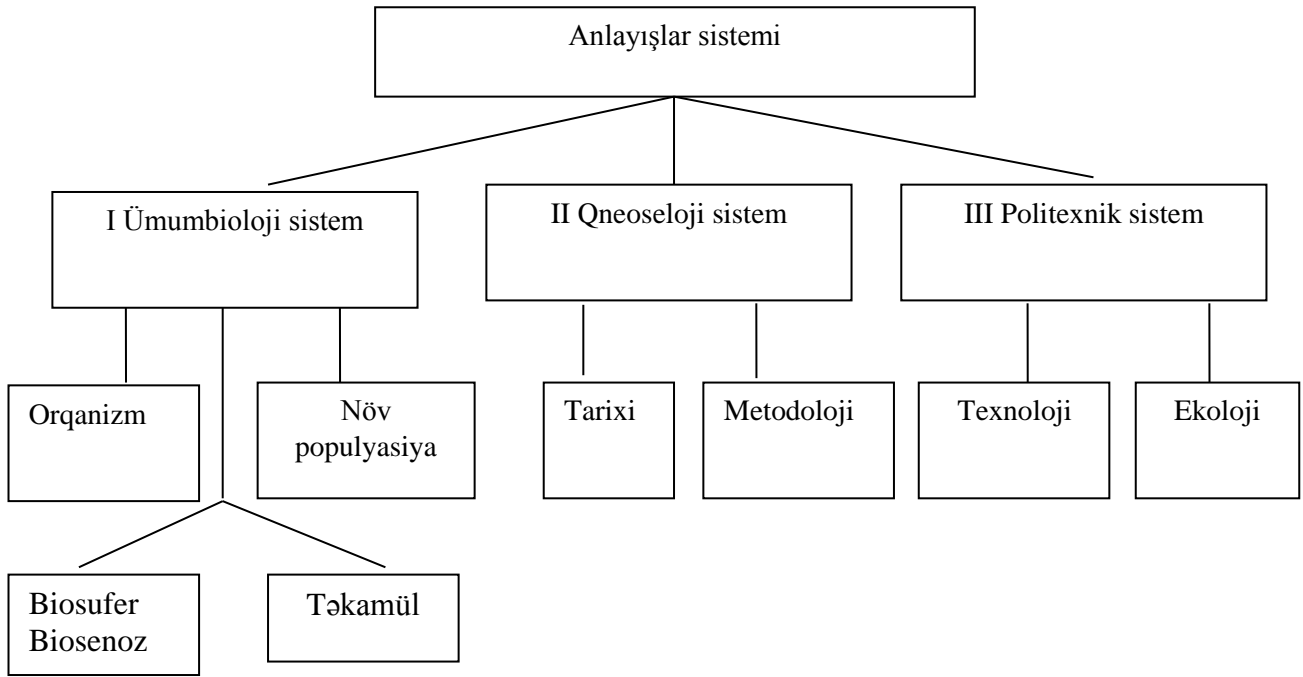 Anlayışlar sistemi
I Ümumbioloji sistem
II Qneoseloji sistem
III Politexnik sistem
Orqanizm
Növ
populyasiya
Tarixi
Metodoloji
Texnoloji
Ekoloji
Biosufer
Biosenoz
Təkamül